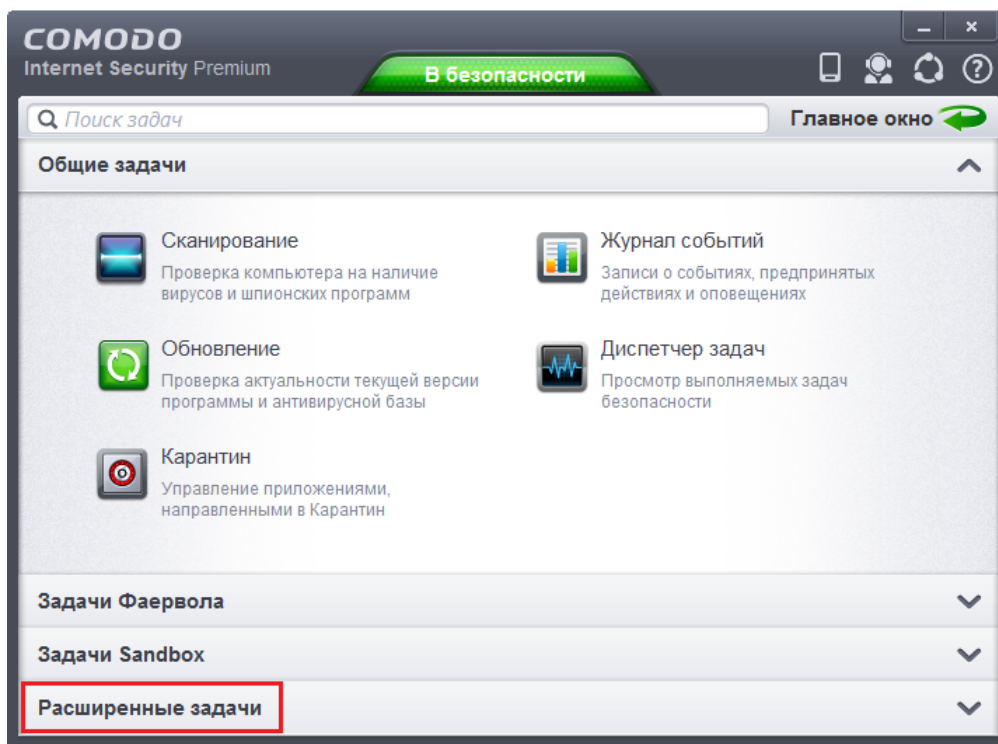 COMODO
Internet Security Premium
В безопасности
Поиск задач
Главное окно
Общие задачи
Сканирование
Проверка компьютера на наличие
вирусов и шпионских программ
Журнал событий
Записи о событиях, предпринятых
действиях и оповещениях
Обновление
Проверка актуальности текущей версии
программы и антивирусной базы
Диспетчер задач
Просмотр выполняемых задач
безопасности
Карантин
Управление приложениями,
направленными в Карантин
Задачи Фаервола
Задачи Sandbox
Расширенные задачи